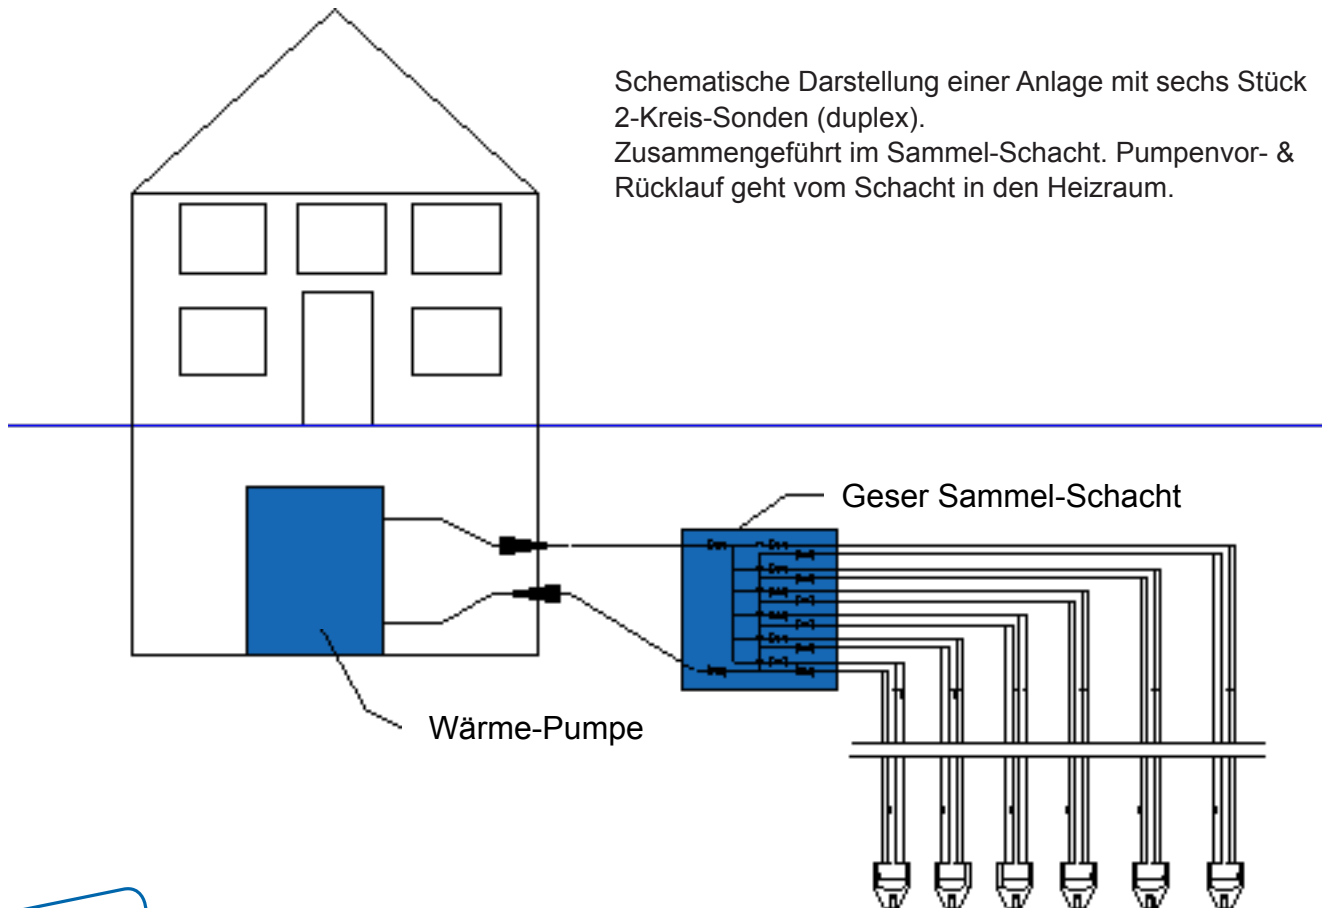 Schematische Darstellung einer Anlage mit sechs Stück
2-Kreis-Sonden (duplex).
Zusammengeführt im Sammel-Schacht. Pumpenvor- &
Rücklauf geht vom Schacht in den Heizraum.
Geser Sammel-Schacht
Wärme-Pumpe